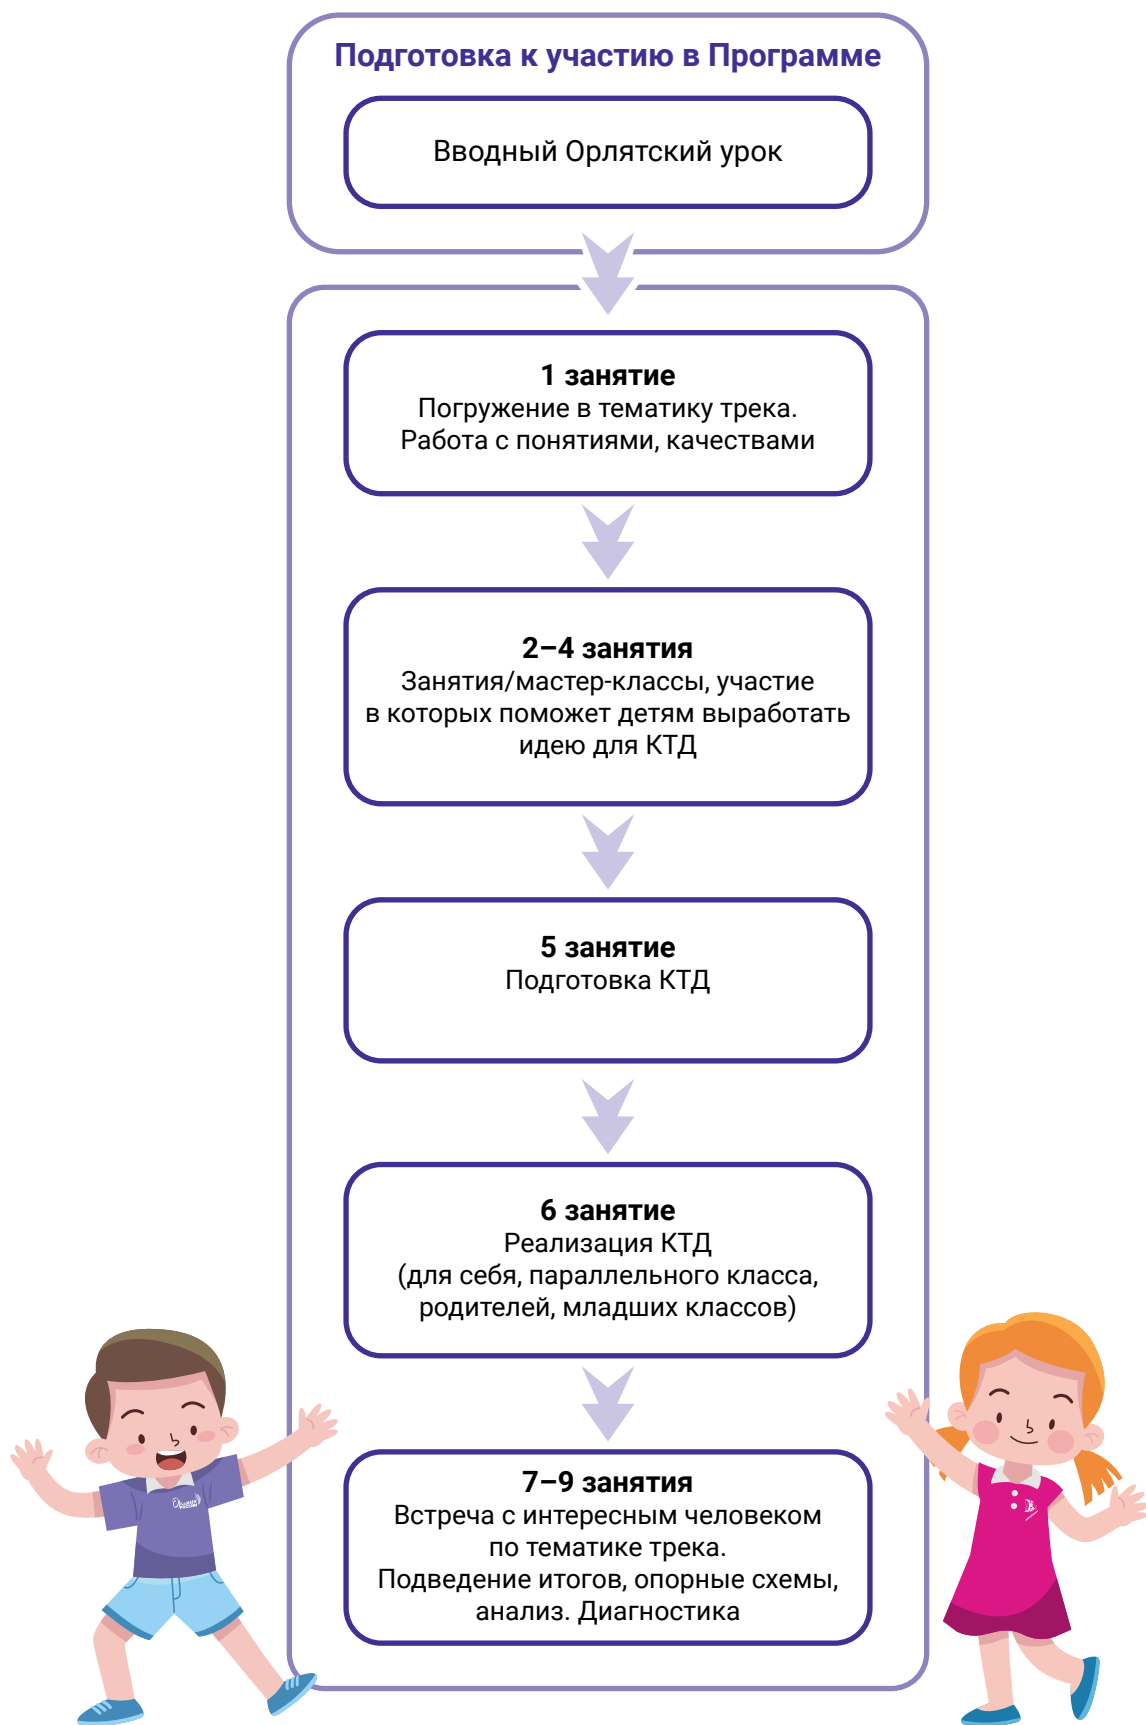 Подготовка к участию в Программе
Вводный Орлятский урок
1 занятие
Погружение в тематику трека.
Работа с понятиями, качествами
2–4 занятия
Занятия/мастер-классы, участие
в которых поможет детям выработать
идею для КТД
5 занятие
Подготовка КТД
6 занятие
Реализация КТД
(для себя, параллельного класса,
родителей, младших классов)
7–9 занятия
Встреча с интересным человеком
по тематике трека.
Подведение итогов, опорные схемы,
анализ. Диагностика